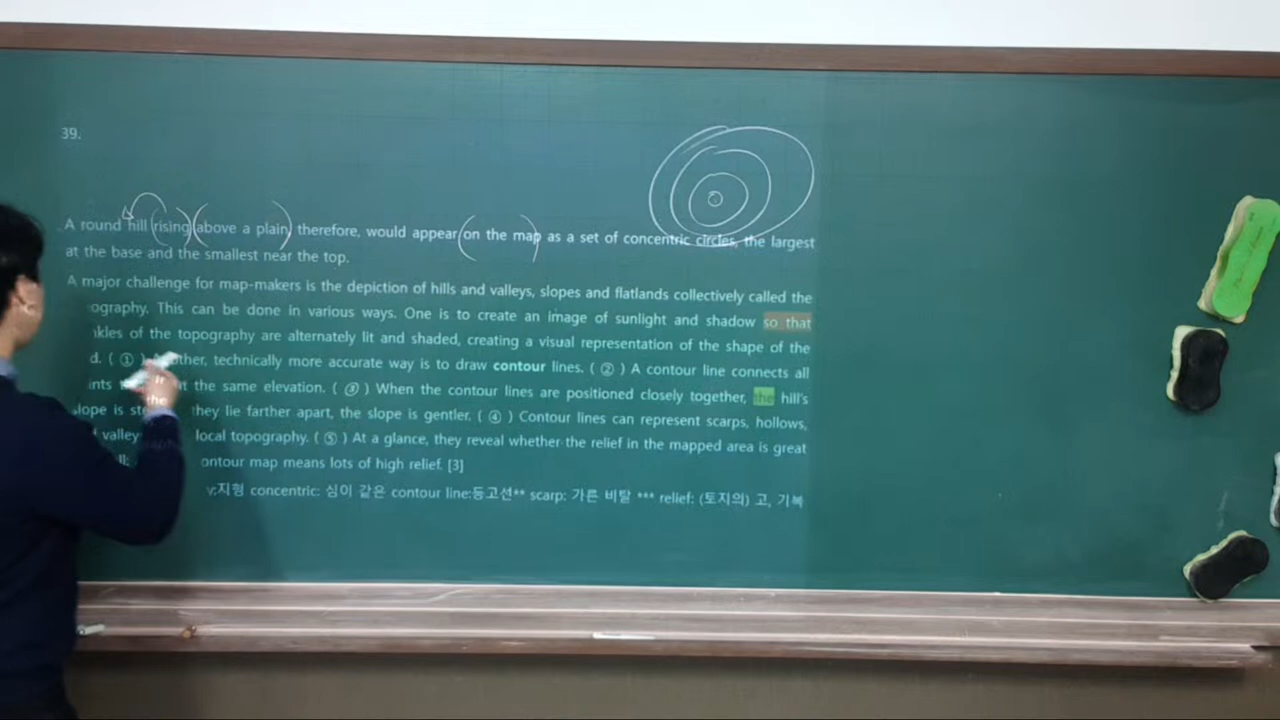 39.
A round hill rising above a plain, therefore, would appear on the map as a set of concentric circles, the largest
at the base and the smallest near the top.
A major challenge for map-makers is the depiction of hills and valleys, slopes and flatlands collectively called the
ography. This can be done in various ways. One is to create an image of sunlight and shadow so that
kles of the topography are alternately lit and shaded, creating a visual representation of the shape of the
d. ( ① ) technically more accurate way is to draw contour lines. ( ② ) A contour line connects all
the same elevation. ( ③ ) When the contour lines are positioned closely together, the hill's
lope is they lie farther apart, the slope is gentler. ( ④ ) Contour lines can represent scarps, hollows,
valley local topography. ( ⑤ ) At a glance, they reveal whether the relief in the mapped area is great
ontour map means lots of high relief. [3]
y:지형 concentric: 심이 같은 contour line:등고선** scarp: 가른 비탈 *** relief: (토지의) 고, 기복